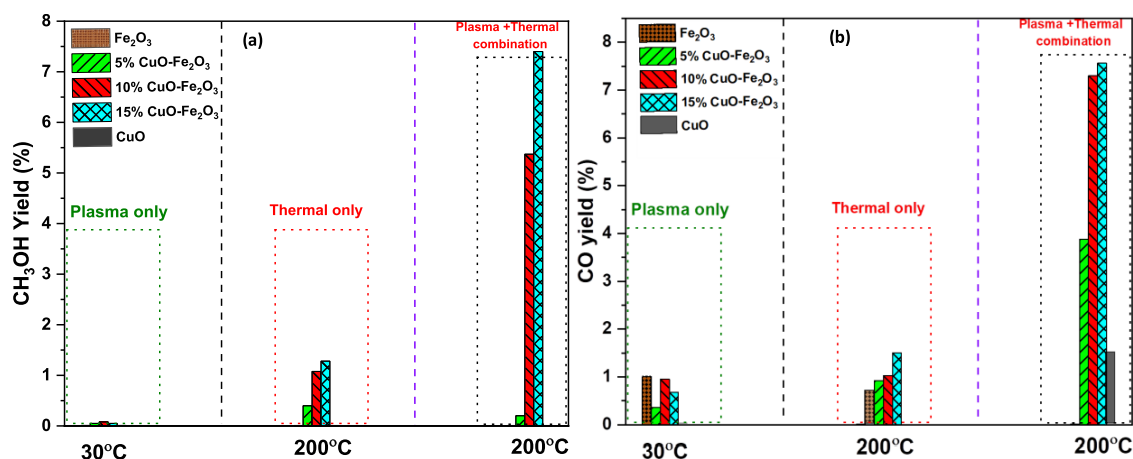 CH₃OH Yield (%)
8
7
6
5
4
3
2
1
0
Fe₂O₃
5% CuO-Fe₂O₃
10% CuO-Fe₂O₃
15% CuO-Fe₂O₃
CuO
(a)
Plasma +Thermal
combination
Plasma only
Thermal only
30°C
200°C
200°C
CO yield (%)
8
7
6
5
4
3
2
1
0
Fe₂O₃
5% CuO-Fe₂O₃
10% CuO-Fe₂O₃
15% CuO-Fe₂O₃
CuO
(b)
Plasma +Thermal
combination
Plasma only
Thermal only
30°C
200°C
200°C